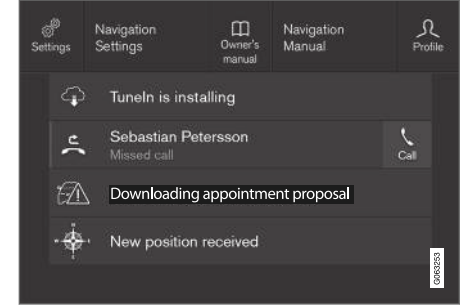 Settings
Navigation
Settings
Owner's
manual
Navigation
Manual
Profile
TuneIn is installing
Sebastian Petersson
Missed call
Call
Downloading appointment proposal
New position received
G063253